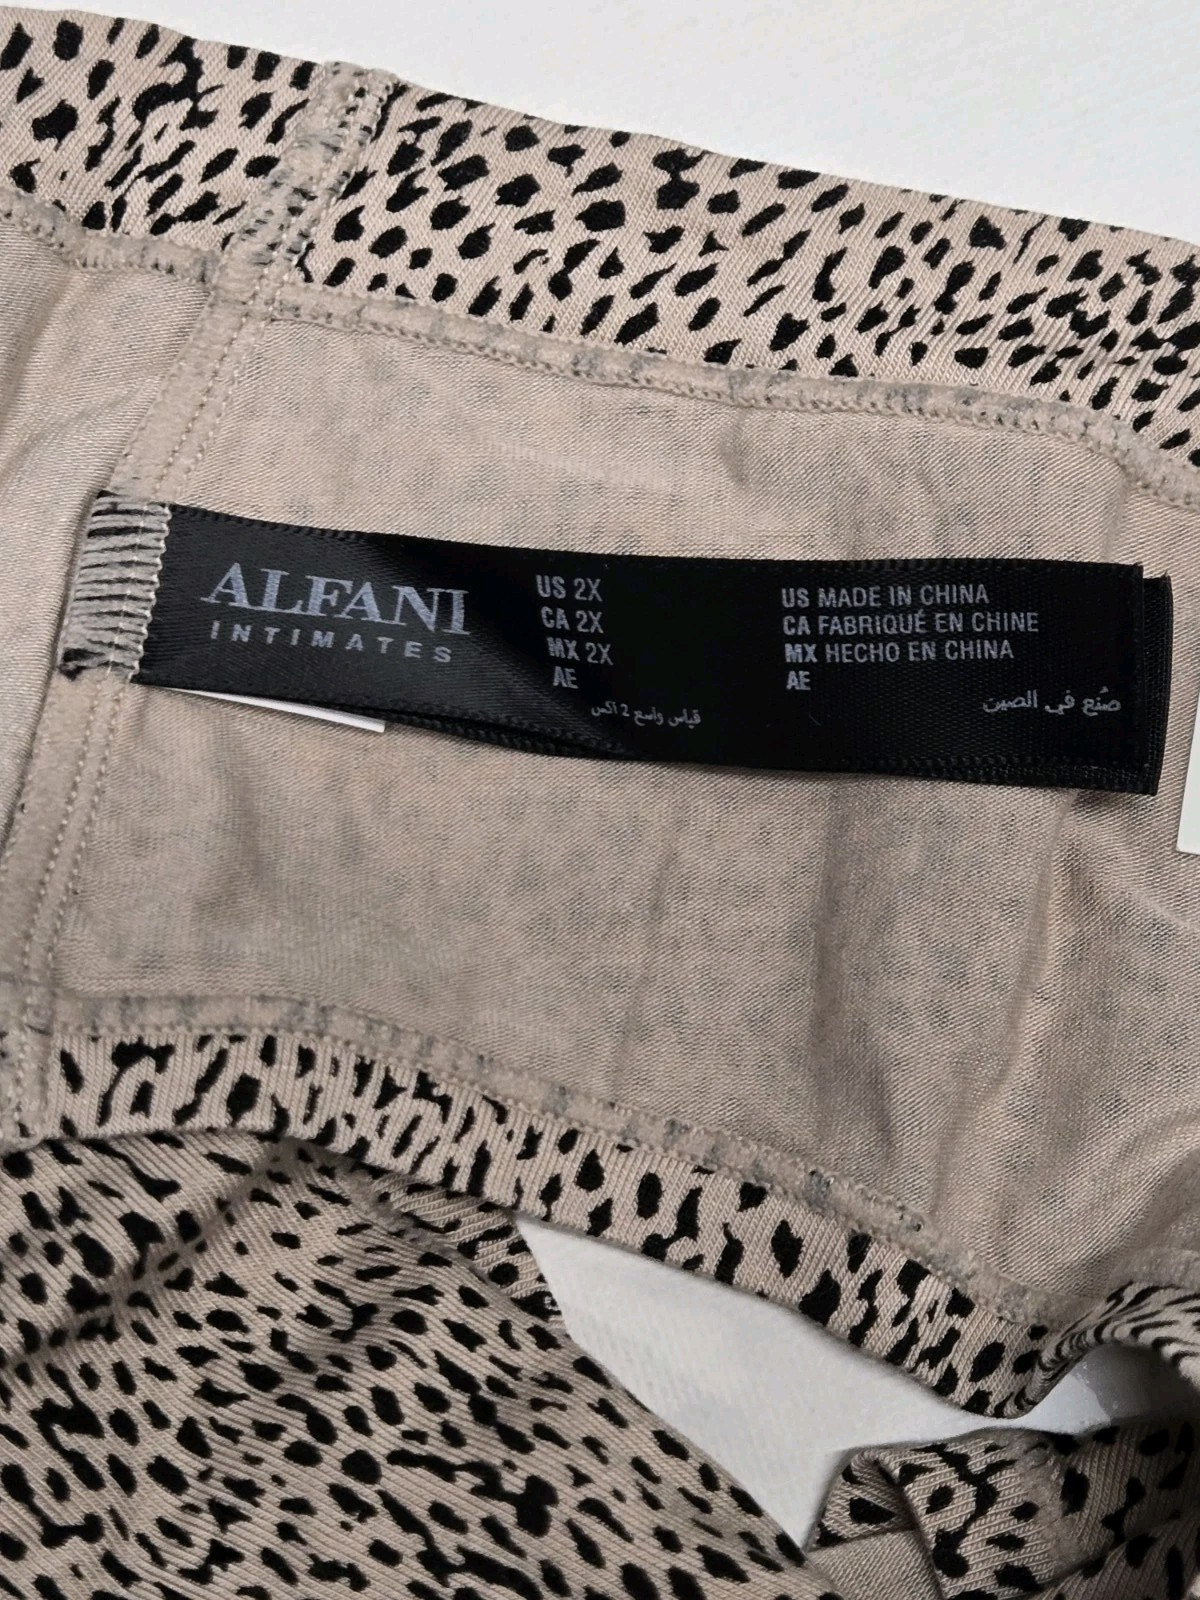 ALFANI
INTIMATES
US 2X
CA 2X
MX 2X
AE
قياس واسع 2 اكس
US MADE IN CHINA
CA FABRIQUÉ EN CHINE
MX HECHO EN CHINA
AE
صُنع في الصين